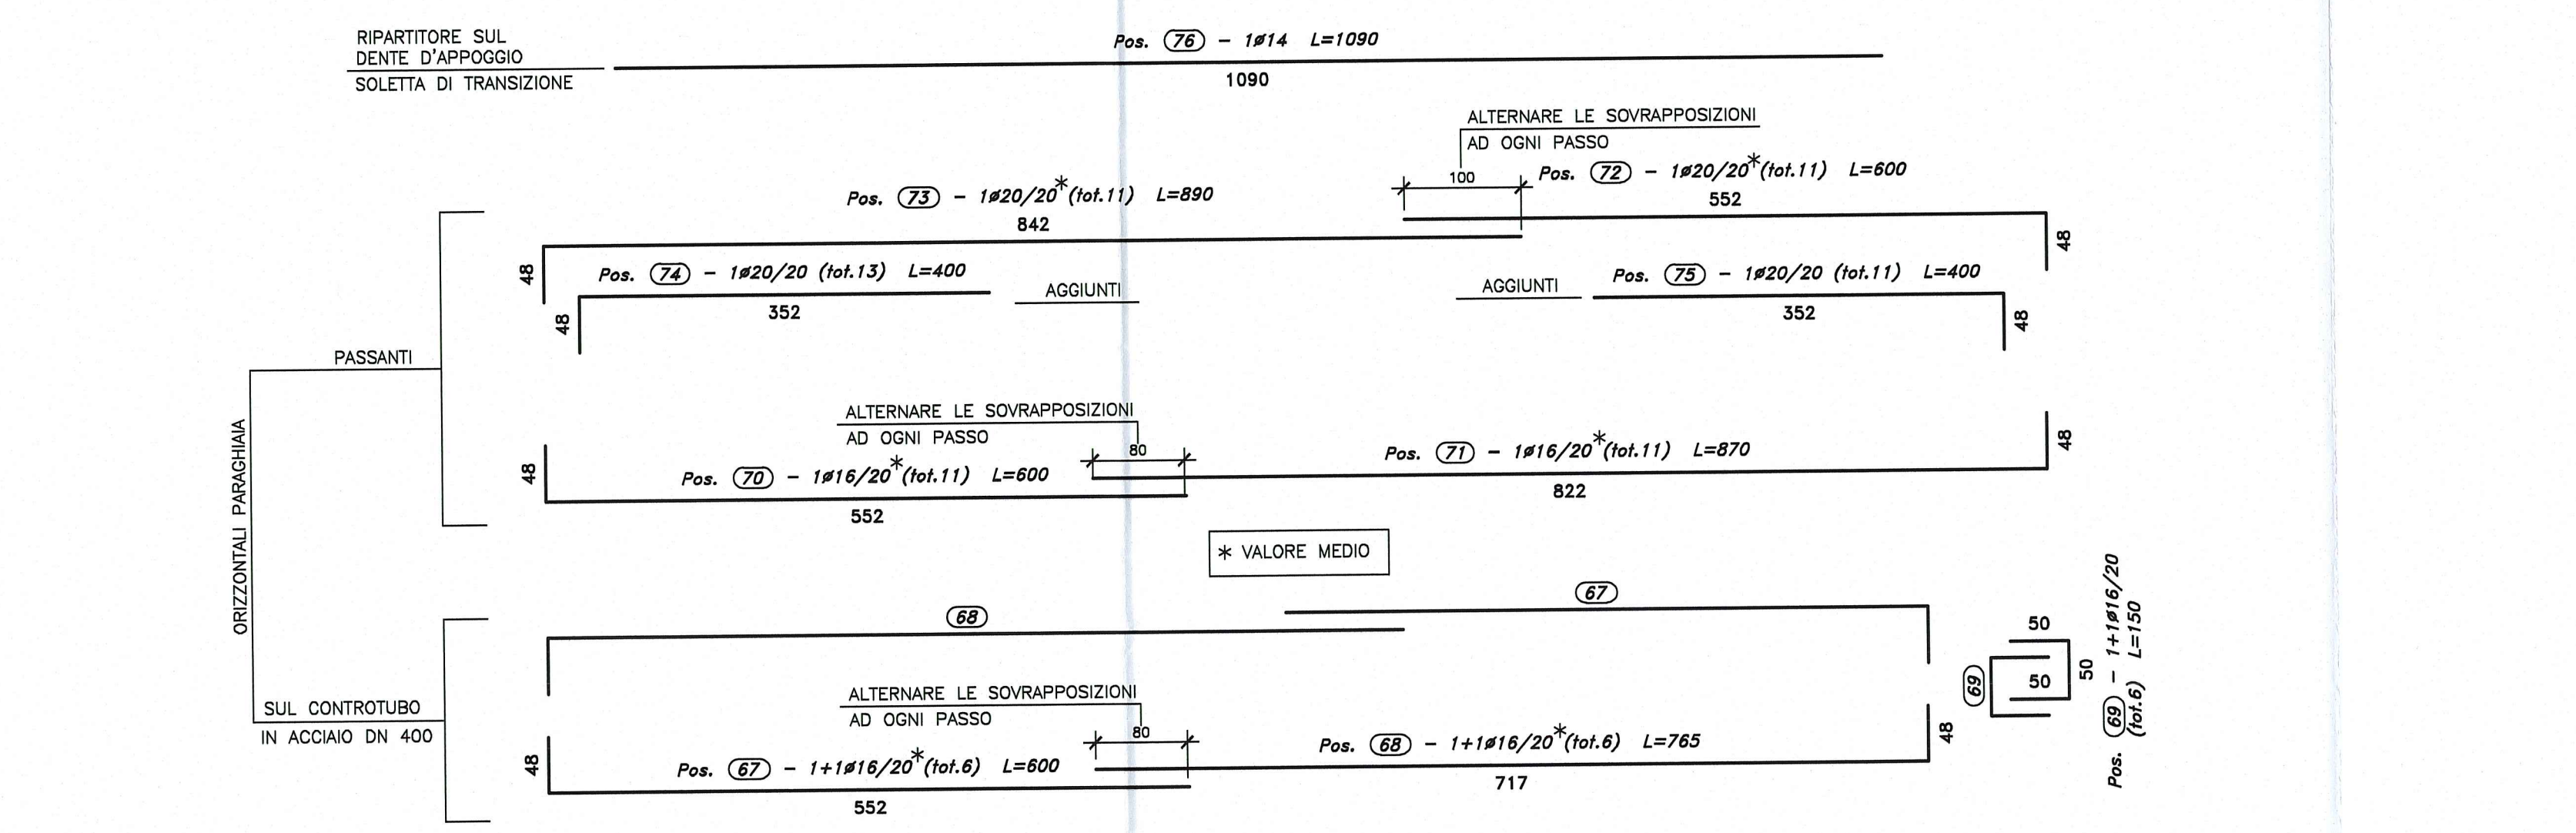 RIPARTITORE SUL
DENTE D'APPOGGIO
SOLETTA DI TRANSIZIONE
Pos. 76 - 1ø14 L=1090
1090
ALTERNARE LE SOVRAPPOSIZIONI
AD OGNI PASSO
100
Pos. 72 - 1ø20/20*(tot.11) L=600
552
48
Pos. 73 - 1ø20/20*(tot.11) L=890
842
48
Pos. 74 - 1ø20/20 (tot.13) L=400
352
48
AGGIUNTI
AGGIUNTI
Pos. 75 - 1ø20/20 (tot.11) L=400
352
48
PASSANTI
ORIZZONTALI PARAGHIAIA
ALTERNARE LE SOVRAPPOSIZIONI
AD OGNI PASSO
80
Pos. 70 - 1ø16/20*(tot.11) L=600
552
48
Pos. 71 - 1ø16/20*(tot.11) L=870
822
48
* VALORE MEDIO
68
67
SUL CONTROTUBO
IN ACCIAIO DN 400
ALTERNARE LE SOVRAPPOSIZIONI
AD OGNI PASSO
80
Pos. 67 - 1+1ø16/20*(tot.6) L=600
552
48
Pos. 68 - 1+1ø16/20*(tot.6) L=765
717
48
69
50
50
50
Pos. 69 - 1+1ø16/20
(tot.6) L=150